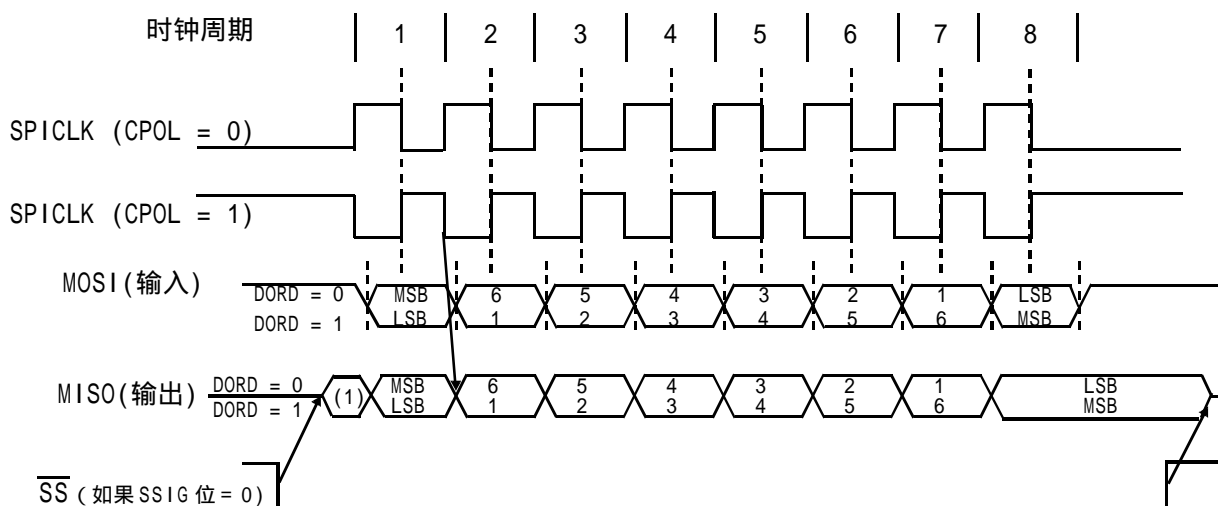 时钟周期 1 2 3 4 5 6 7 8
SPICLK (CPOL = 0)
SPICLK (CPOL = 1)
MOSI(输入)
DORD = 0 MSB 6 5 4 3 2 1 LSB
DORD = 1 LSB 1 2 3 4 5 6 MSB
MISO(输出)
DORD = 0 (1) MSB 6 5 4 3 2 1 LSB
DORD = 1 LSB 1 2 3 4 5 6 MSB
SS (如果SSIG位=0)